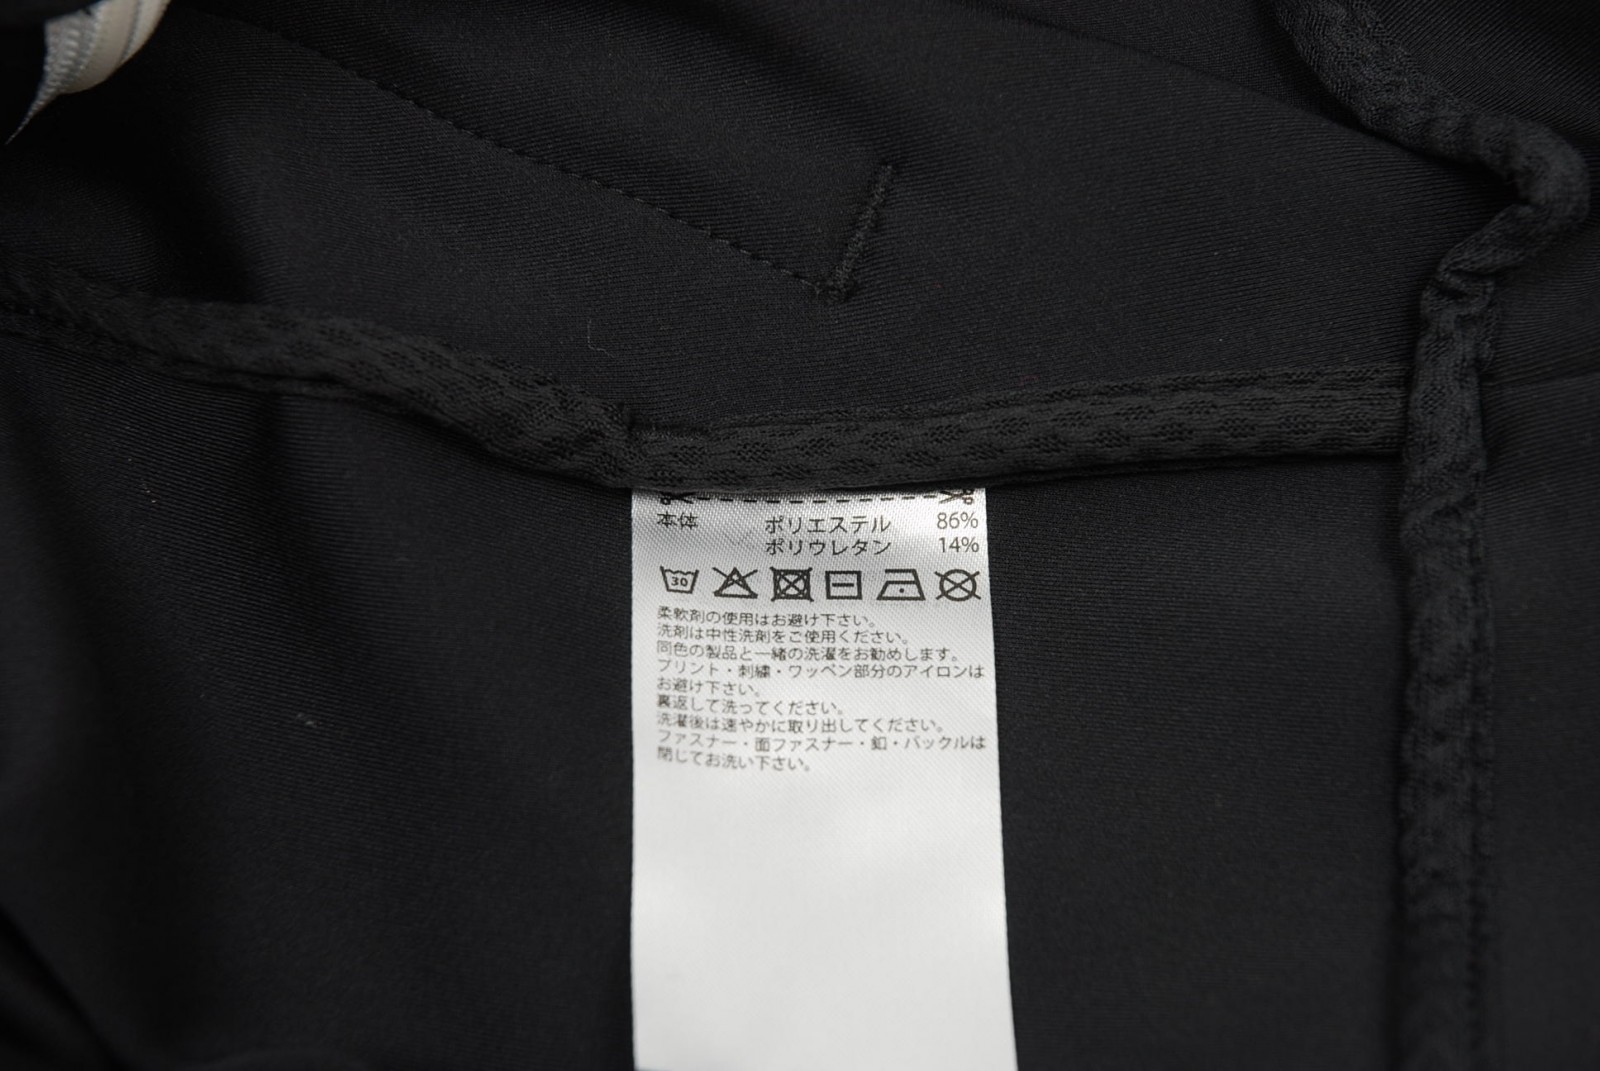 本体 ポリエステル 86%
ポリウレタン 14%
30
柔軟剤の使用はお避け下さい。
洗剤は中性洗剤をご使用ください。
同色の製品と一緒の洗濯をお勧めします。
プリント・刺繍・ワッペン部分のアイロンは
お避け下さい。
裏返して洗ってください。
洗濯後は速やかに取り出してください。
ファスナー・面ファスナー・釦・バックルは
閉じてお洗い下さい。